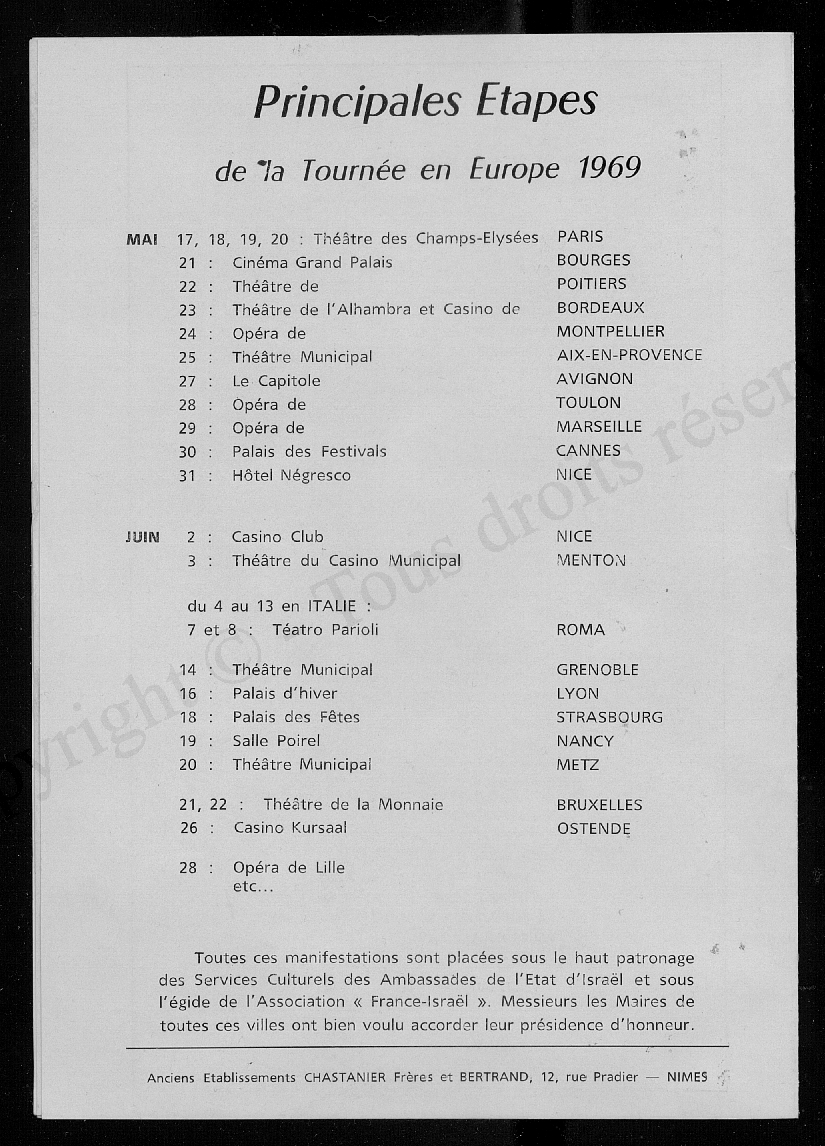 Principales Etapes
de la Tournée en Europe 1969
MAI 17, 18, 19, 20 : Théâtre des Champs-Elysées PARIS
21 : Cinéma Grand Palais BOURGES
22 : Théâtre de POITIERS
23 : Théâtre de l'Alhambra et Casino de BORDEAUX
24 : Opéra de MONTPELLIER
25 : Théâtre Municipal AIX-EN-PROVENCE
27 : Le Capitole AVIGNON
28 : Opéra de TOULON
29 : Opéra de MARSEILLE
30 : Palais des Festivals CANNES
31 : Hôtel Négresco NICE
JUIN 2 : Casino Club NICE
3 : Théâtre du Casino Municipal MENTON
du 4 au 13 en ITALIE :
7 et 8 : Téatro Parioli ROMA
14 : Théâtre Municipal GRENOBLE
16 : Palais d'hiver LYON
18 : Palais des Fêtes STRASBOURG
19 : Salle Poirel NANCY
20 : Théâtre Municipal METZ
21, 22 : Théâtre de la Monnaie BRUXELLES
26 : Casino Kursaal OSTENDE
28 : Opéra de Lille
etc...
Toutes ces manifestations sont placées sous le haut patronage
des Services Culturels des Ambassades de l'Etat d'Israël et sous
l'égide de l'Association « France-Israël ». Messieurs les Maires de
toutes ces villes ont bien voulu accorder leur présidence d'honneur.
Anciens Etablissements CHASTANIER Frères et BERTRAND, 12, rue Pradier — NIMES
pyright © - Tous droits réserv